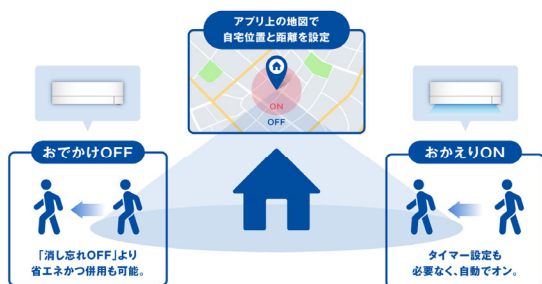 アプリ上の地図で
自宅位置と距離を設定
ON
OFF
おでかけOFF
「消し忘れOFF」より
省エネかつ併用も可能。
おかえりON
タイマー設定も
必要なく、自動でオン。